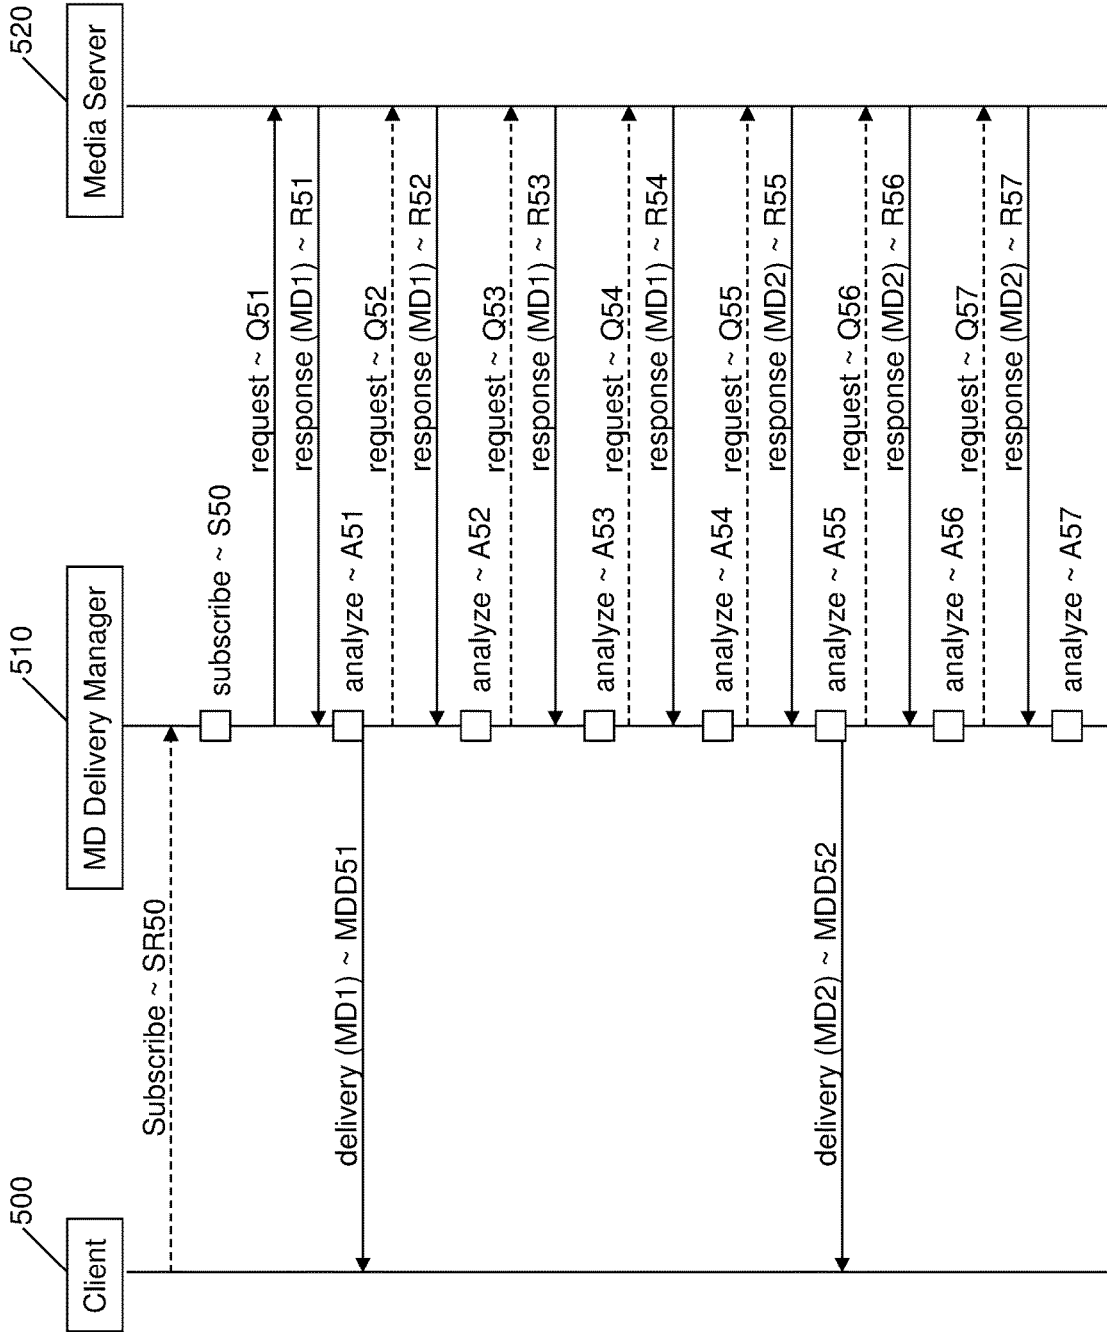 500
Client
510
MD Delivery Manager
520
Media Server
Subscribe ~ SR50
subscribe ~ S50
request ~ Q51
response (MD1) ~ R51
analyze ~ A51
delivery (MD1) ~ MDD51
request ~ Q52
response (MD1) ~ R52
analyze ~ A52
request ~ Q53
response (MD1) ~ R53
analyze ~ A53
request ~ Q54
response (MD1) ~ R54
analyze ~ A54
request ~ Q55
response (MD2) ~ R55
analyze ~ A55
delivery (MD2) ~ MDD52
request ~ Q56
response (MD2) ~ R56
analyze ~ A56
request ~ Q57
response (MD2) ~ R57
analyze ~ A57